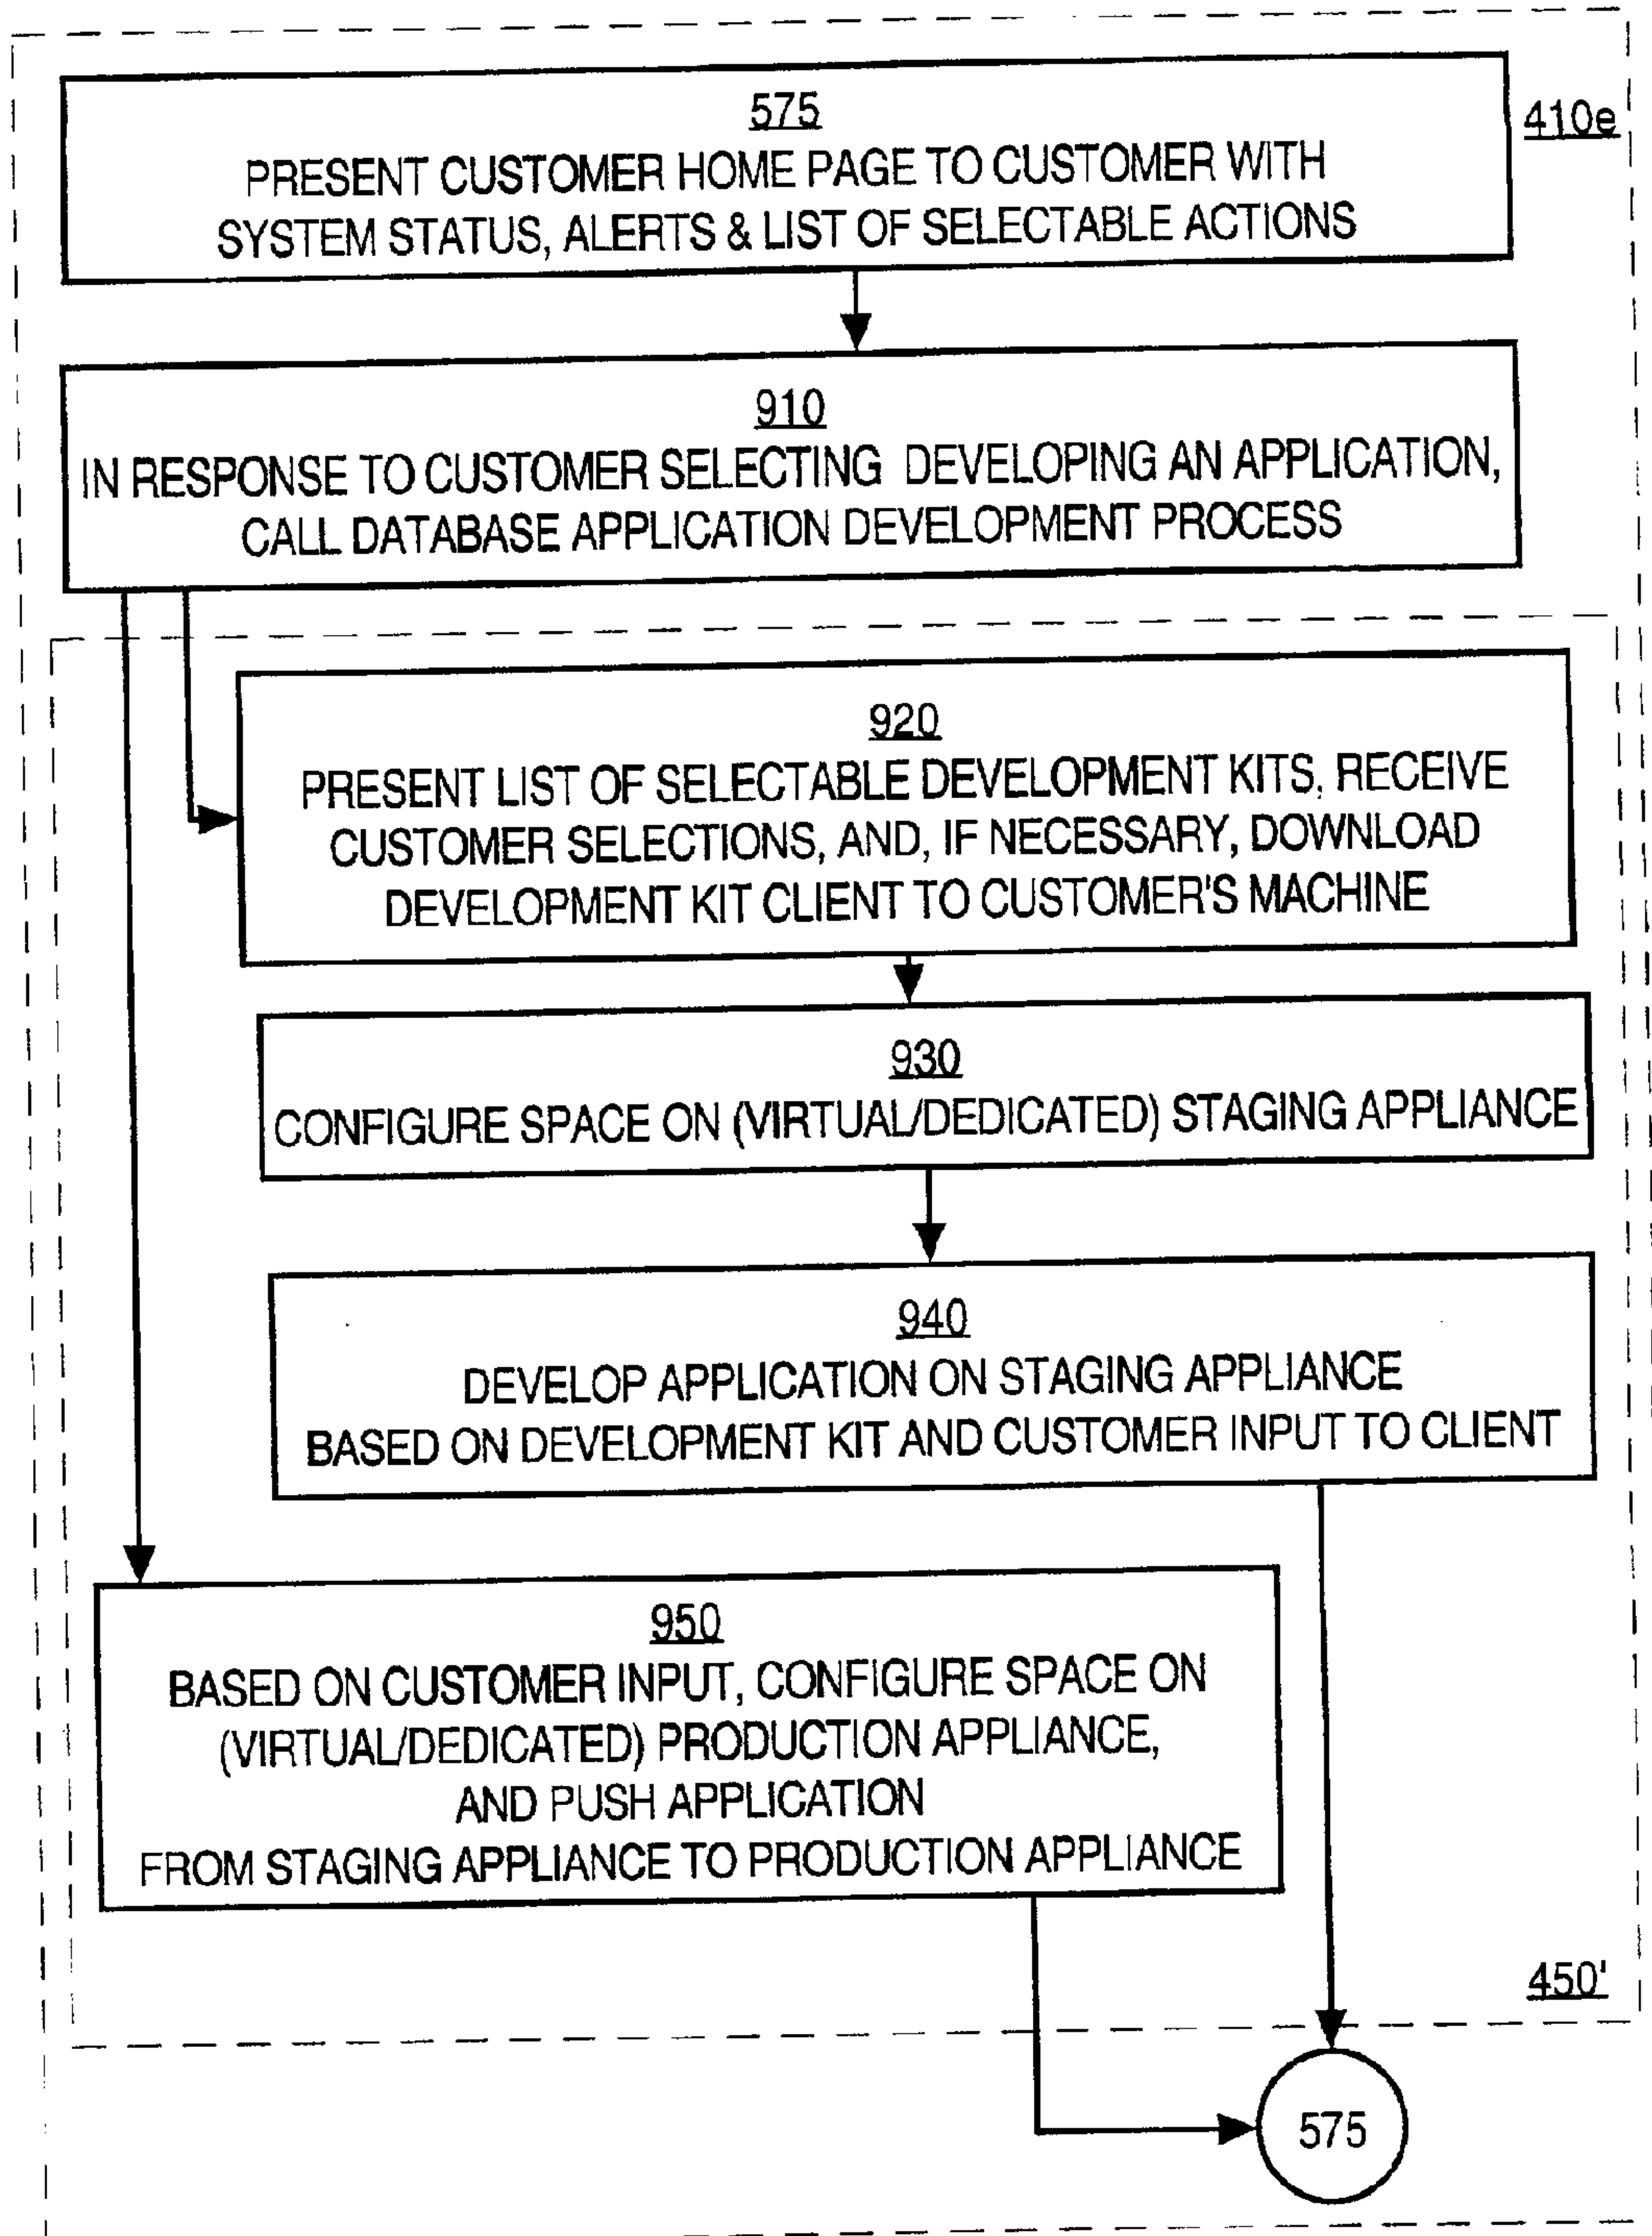 575
410e
PRESENT CUSTOMER HOME PAGE TO CUSTOMER WITH
SYSTEM STATUS, ALERTS & LIST OF SELECTABLE ACTIONS
910
IN RESPONSE TO CUSTOMER SELECTING DEVELOPING AN APPLICATION,
CALL DATABASE APPLICATION DEVELOPMENT PROCESS
920
PRESENT LIST OF SELECTABLE DEVELOPMENT KITS, RECEIVE
CUSTOMER SELECTIONS, AND, IF NECESSARY, DOWNLOAD
DEVELOPMENT KIT CLIENT TO CUSTOMER'S MACHINE
930
CONFIGURE SPACE ON (VIRTUAL/DEDICATED) STAGING APPLIANCE
940
DEVELOP APPLICATION ON STAGING APPLIANCE
BASED ON DEVELOPMENT KIT AND CUSTOMER INPUT TO CLIENT
950
BASED ON CUSTOMER INPUT, CONFIGURE SPACE ON
(VIRTUAL/DEDICATED) PRODUCTION APPLIANCE,
AND PUSH APPLICATION
FROM STAGING APPLIANCE TO PRODUCTION APPLIANCE
450'
575